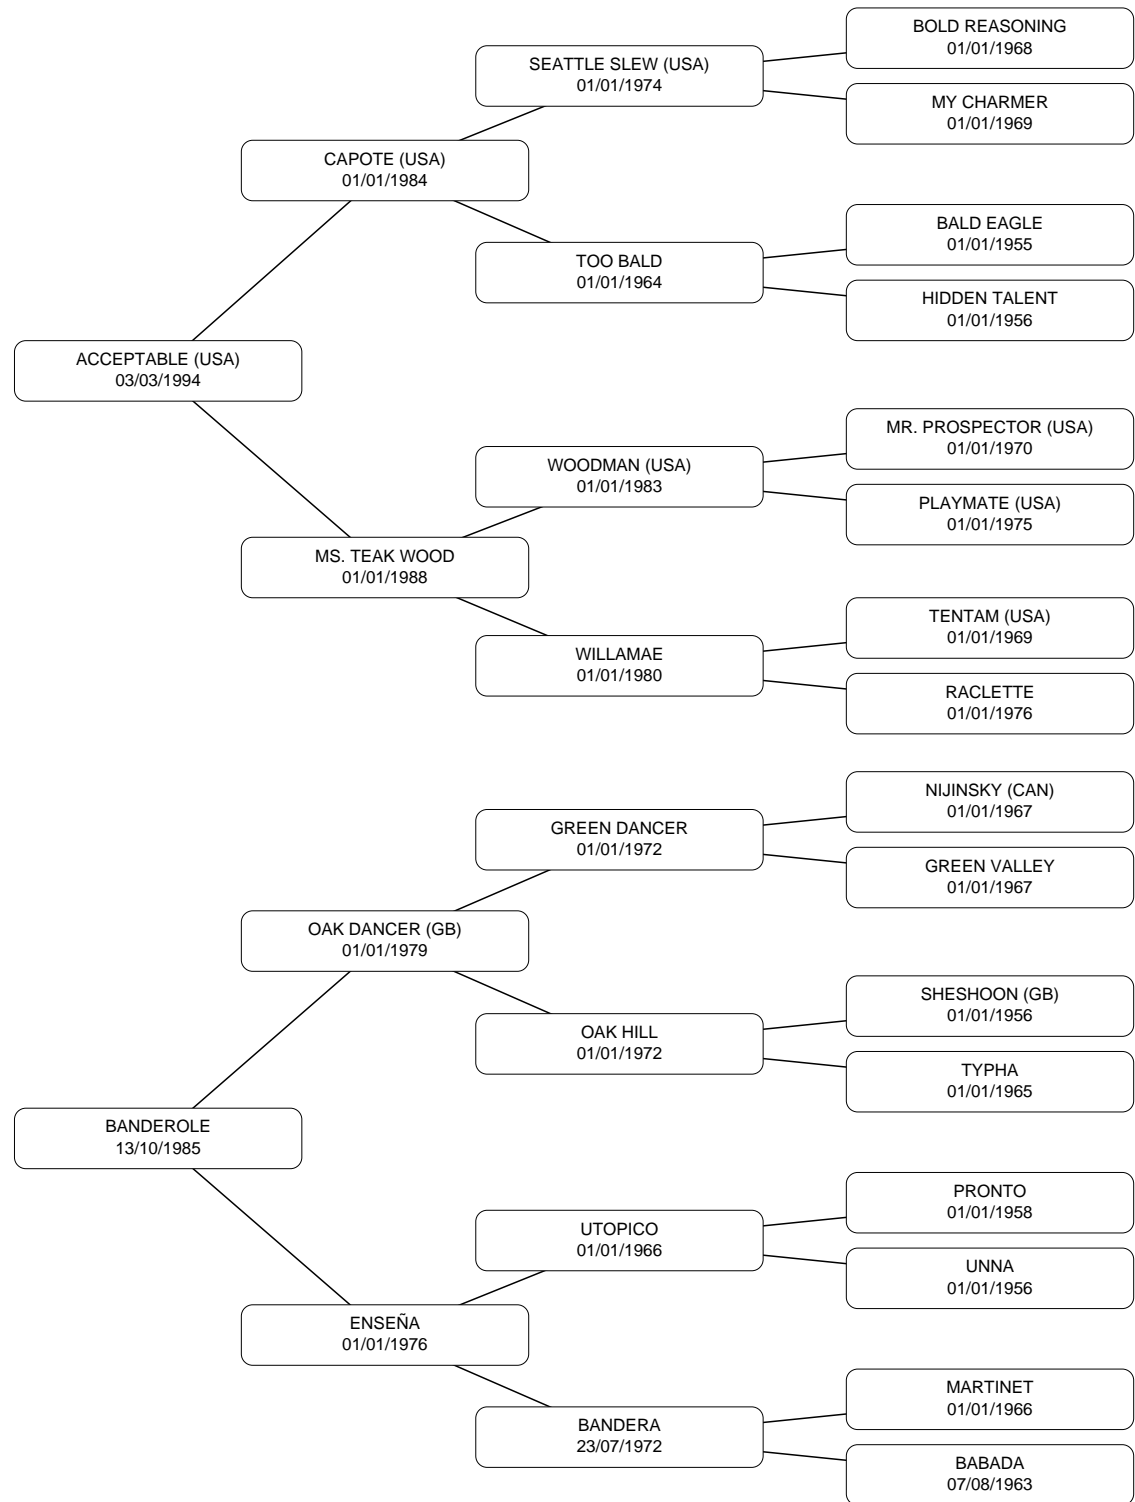 BOLD REASONING
01/01/1968
SEATTLE SLEW (USA)
01/01/1974
MY CHARMER
01/01/1969
CAPOTE (USA)
01/01/1984
BALD EAGLE
01/01/1955
TOO BALD
01/01/1964
HIDDEN TALENT
01/01/1956
ACCEPTABLE (USA)
03/03/1994
MR. PROSPECTOR (USA)
01/01/1970
WOODMAN (USA)
01/01/1983
PLAYMATE (USA)
01/01/1975
MS. TEAK WOOD
01/01/1988
TENTAM (USA)
01/01/1969
WILLAMAE
01/01/1980
RACLETTE
01/01/1976
NIJINSKY (CAN)
01/01/1967
GREEN DANCER
01/01/1972
GREEN VALLEY
01/01/1967
OAK DANCER (GB)
01/01/1979
SHESHOON (GB)
01/01/1956
OAK HILL
01/01/1972
TYPHA
01/01/1965
BANDEROLE
13/10/1985
PRONTO
01/01/1958
UTOPICO
01/01/1966
UNNA
01/01/1956
ENSEÑA
01/01/1976
MARTINET
01/01/1966
BANDERA
23/07/1972
BABADA
07/08/1963